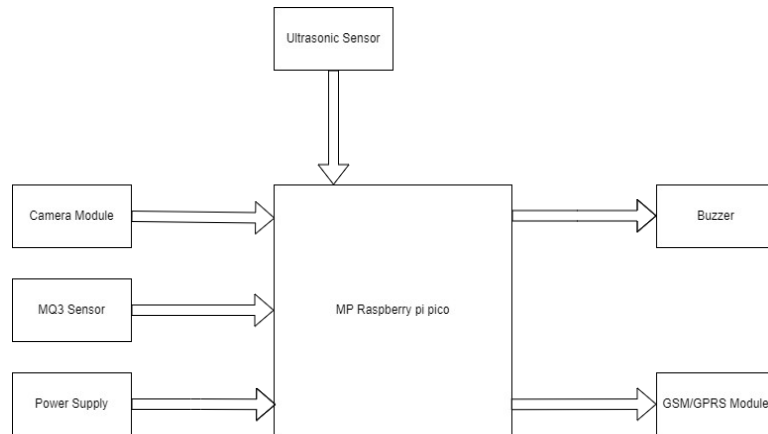 Ultrasonic Sensor
Camera Module
Buzzer
MQ3 Sensor
MP Raspberry pi pico
Power Supply
GSM/GPRS Module